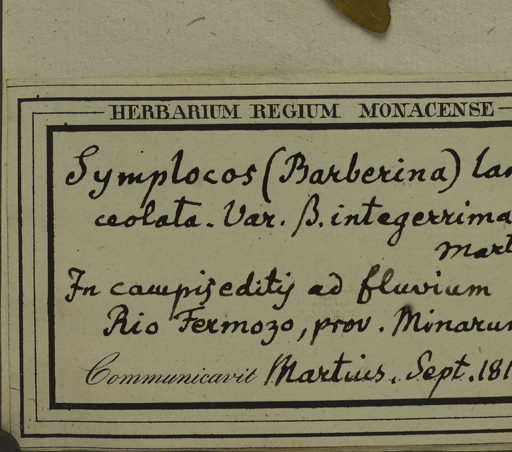 HERBARIUM REGIUM MONACENSE
Symplocos (Barberina) lan
ceolata. Var. β. integerrima
Mart
In campis editis ad fluvium
Rio Fermozo, prov. Minarum
Communicavit Martius. Sept. 181